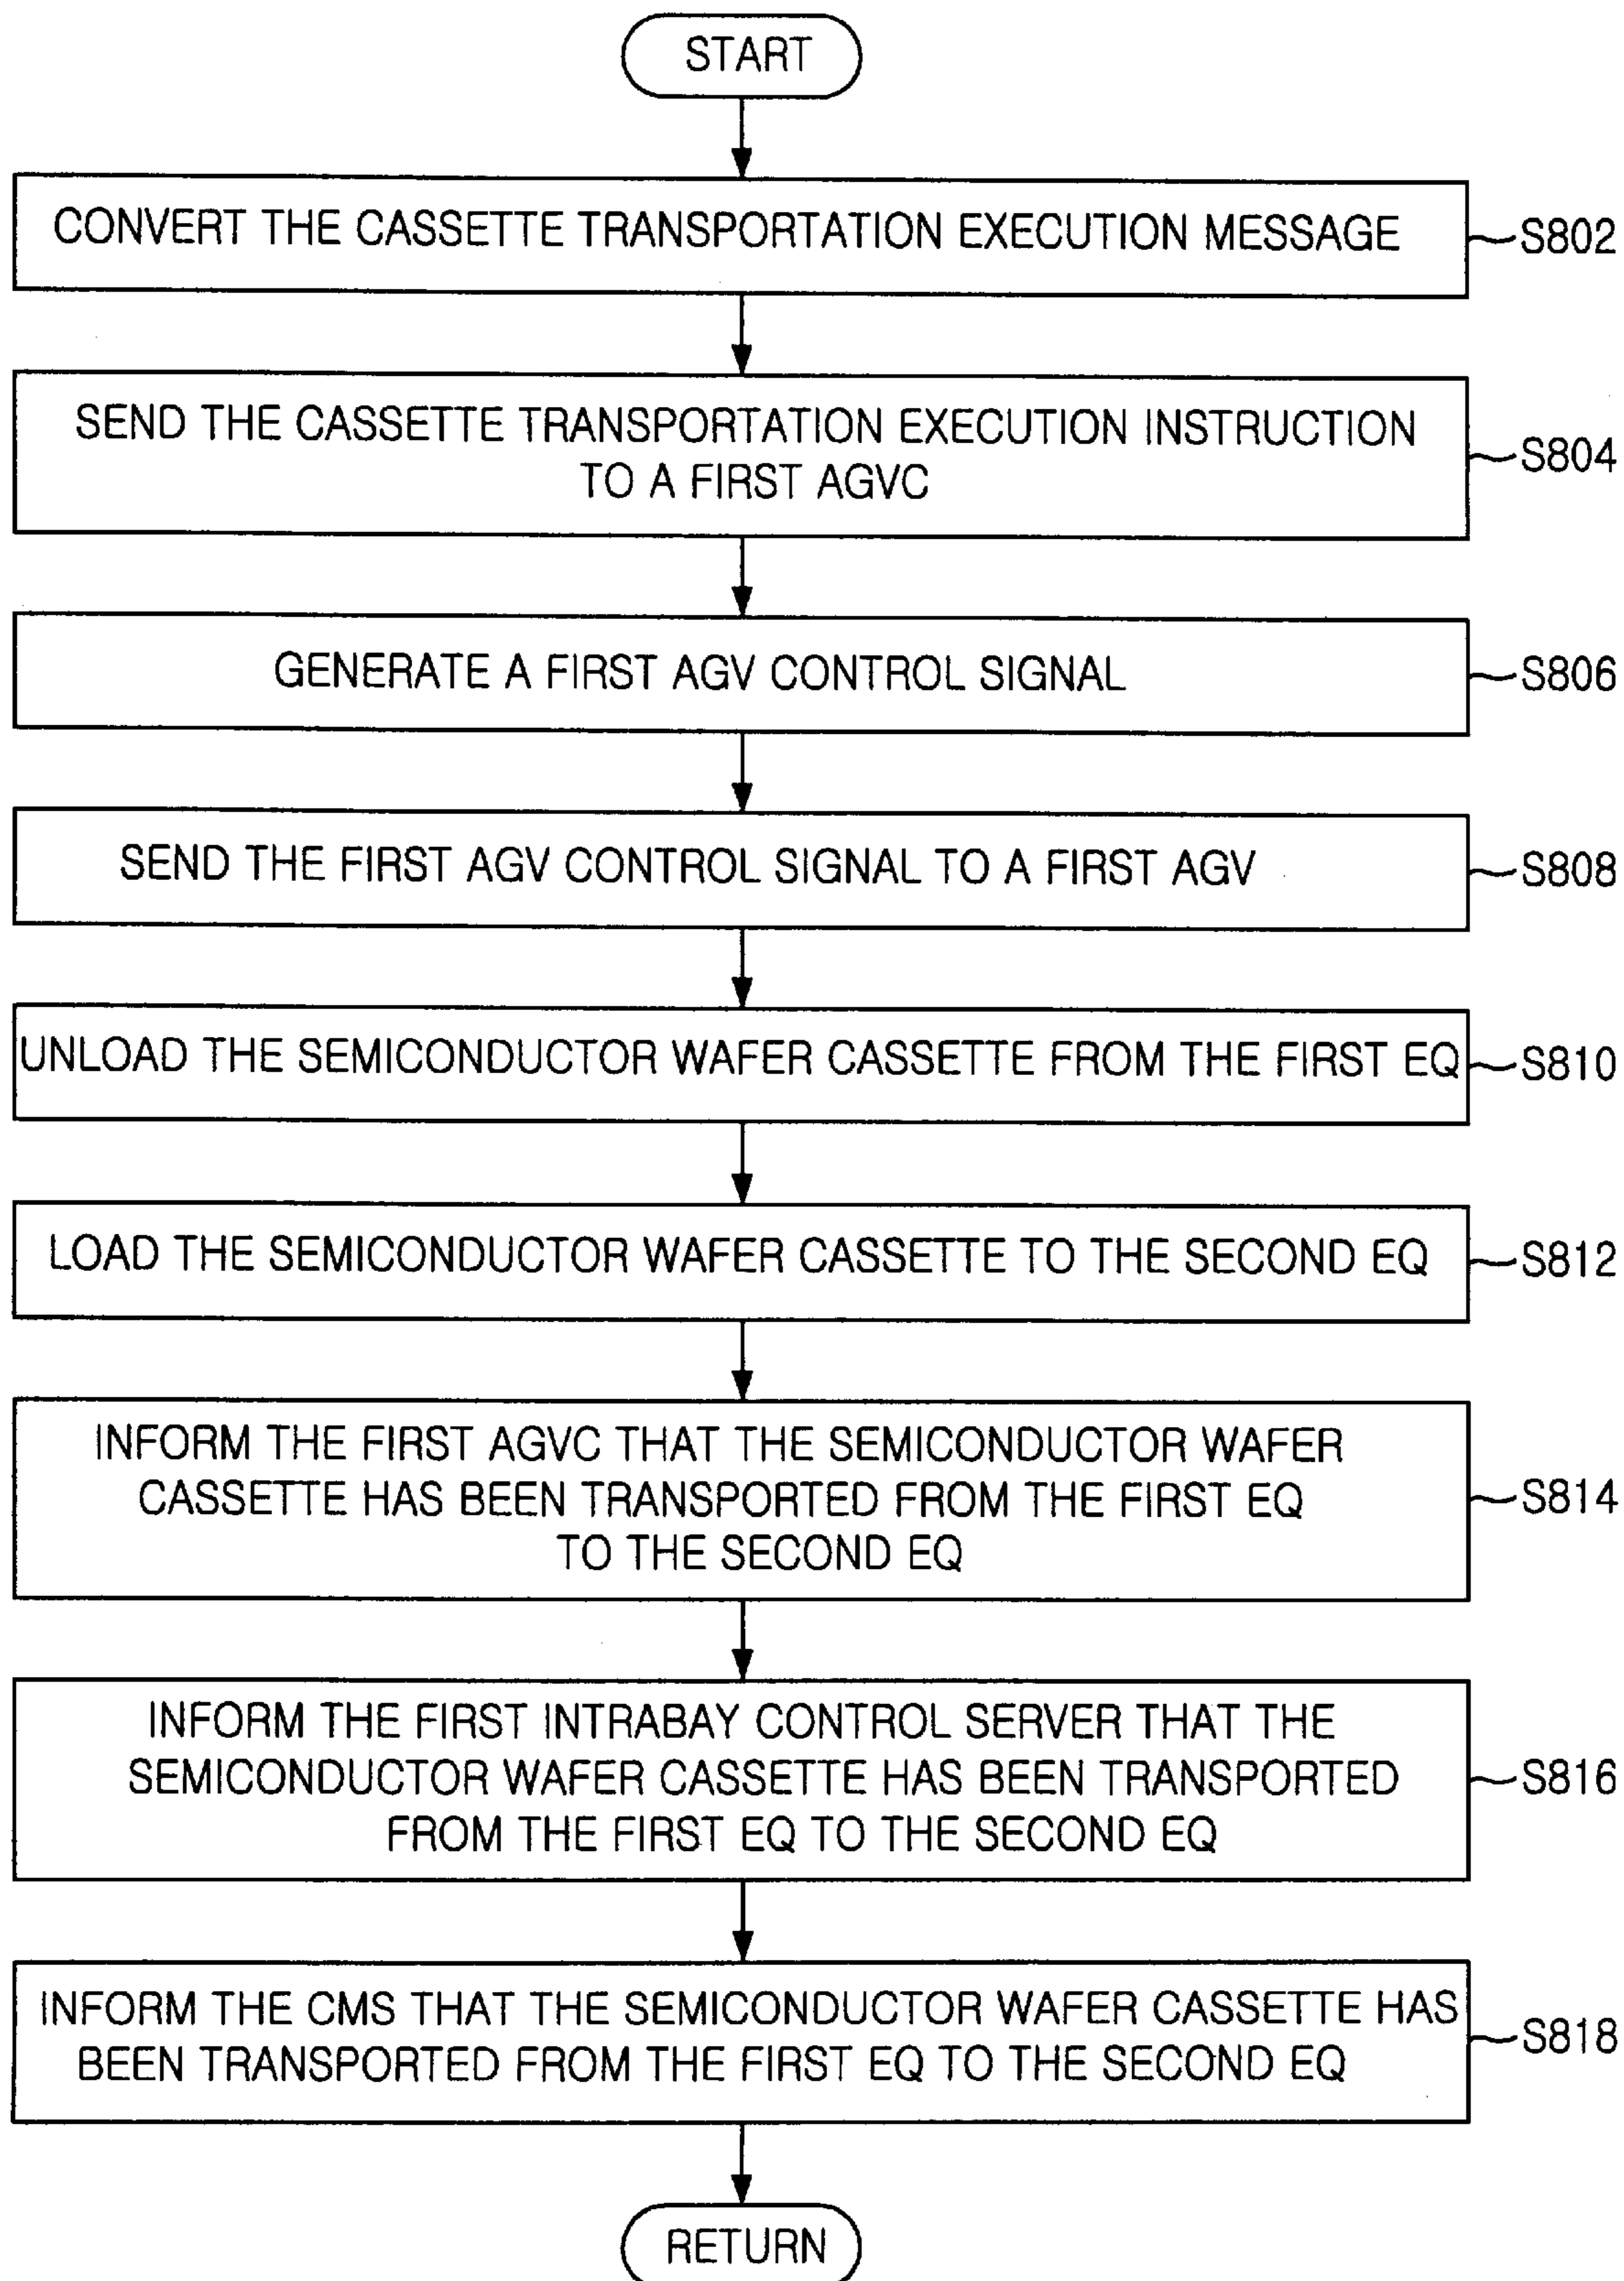 START
CONVERT THE CASSETTE TRANSPORTATION EXECUTION MESSAGE
S802
SEND THE CASSETTE TRANSPORTATION EXECUTION INSTRUCTION
TO A FIRST AGVC
S804
GENERATE A FIRST AGV CONTROL SIGNAL
S806
SEND THE FIRST AGV CONTROL SIGNAL TO A FIRST AGV
S808
UNLOAD THE SEMICONDUCTOR WAFER CASSETTE FROM THE FIRST EQ
S810
LOAD THE SEMICONDUCTOR WAFER CASSETTE TO THE SECOND EQ
S812
INFORM THE FIRST AGVC THAT THE SEMICONDUCTOR WAFER
CASSETTE HAS BEEN TRANSPORTED FROM THE FIRST EQ
TO THE SECOND EQ
S814
INFORM THE FIRST INTRABAY CONTROL SERVER THAT THE
SEMICONDUCTOR WAFER CASSETTE HAS BEEN TRANSPORTED
FROM THE FIRST EQ TO THE SECOND EQ
S816
INFORM THE CMS THAT THE SEMICONDUCTOR WAFER CASSETTE HAS
BEEN TRANSPORTED FROM THE FIRST EQ TO THE SECOND EQ
S818
RETURN